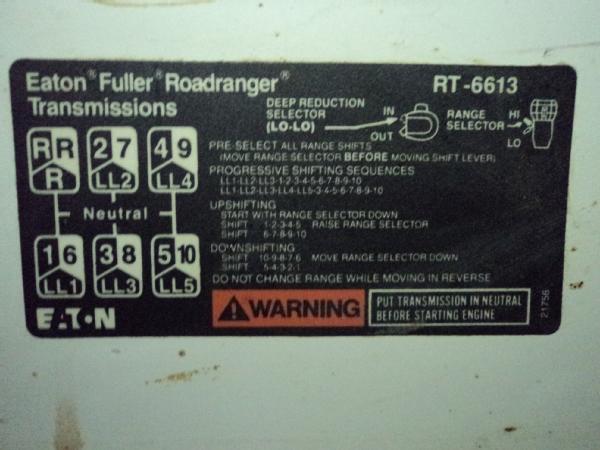 Eaton® Fuller® Roadranger®
Transmissions
RT-6613
DEEP REDUCTION
SELECTOR
(LO-LO)
IN
OUT
RANGE
SELECTOR
HI
LO
R R R
2 7 LL2
4 9 LL4
Neutral
1 6 LL1
3 8 LL3
5 10 LL5
PRE-SELECT ALL RANGE SHIFTS
(MOVE RANGE SELECTOR BEFORE MOVING SHIFT LEVER)
PROGRESSIVE SHIFTING SEQUENCES
LL1-LL2-LL3-1-2-3-4-5-6-7-8-9-10
LL1-LL2-LL3-LL4-LL5-3-4-5-6-7-8-9-10
UPSHIFTING
START WITH RANGE SELECTOR DOWN
SHIFT 1-2-3-4-5 RAISE RANGE SELECTOR
SHIFT 6-7-8-9-10
DOWNSHIFTING
SHIFT 10-9-8-7-6 MOVE RANGE SELECTOR DOWN
SHIFT 5-4-3-2-1
DO NOT CHANGE RANGE WHILE MOVING IN REVERSE
WARNING
PUT TRANSMISSION IN NEUTRAL
BEFORE STARTING ENGINE
EATON
21756